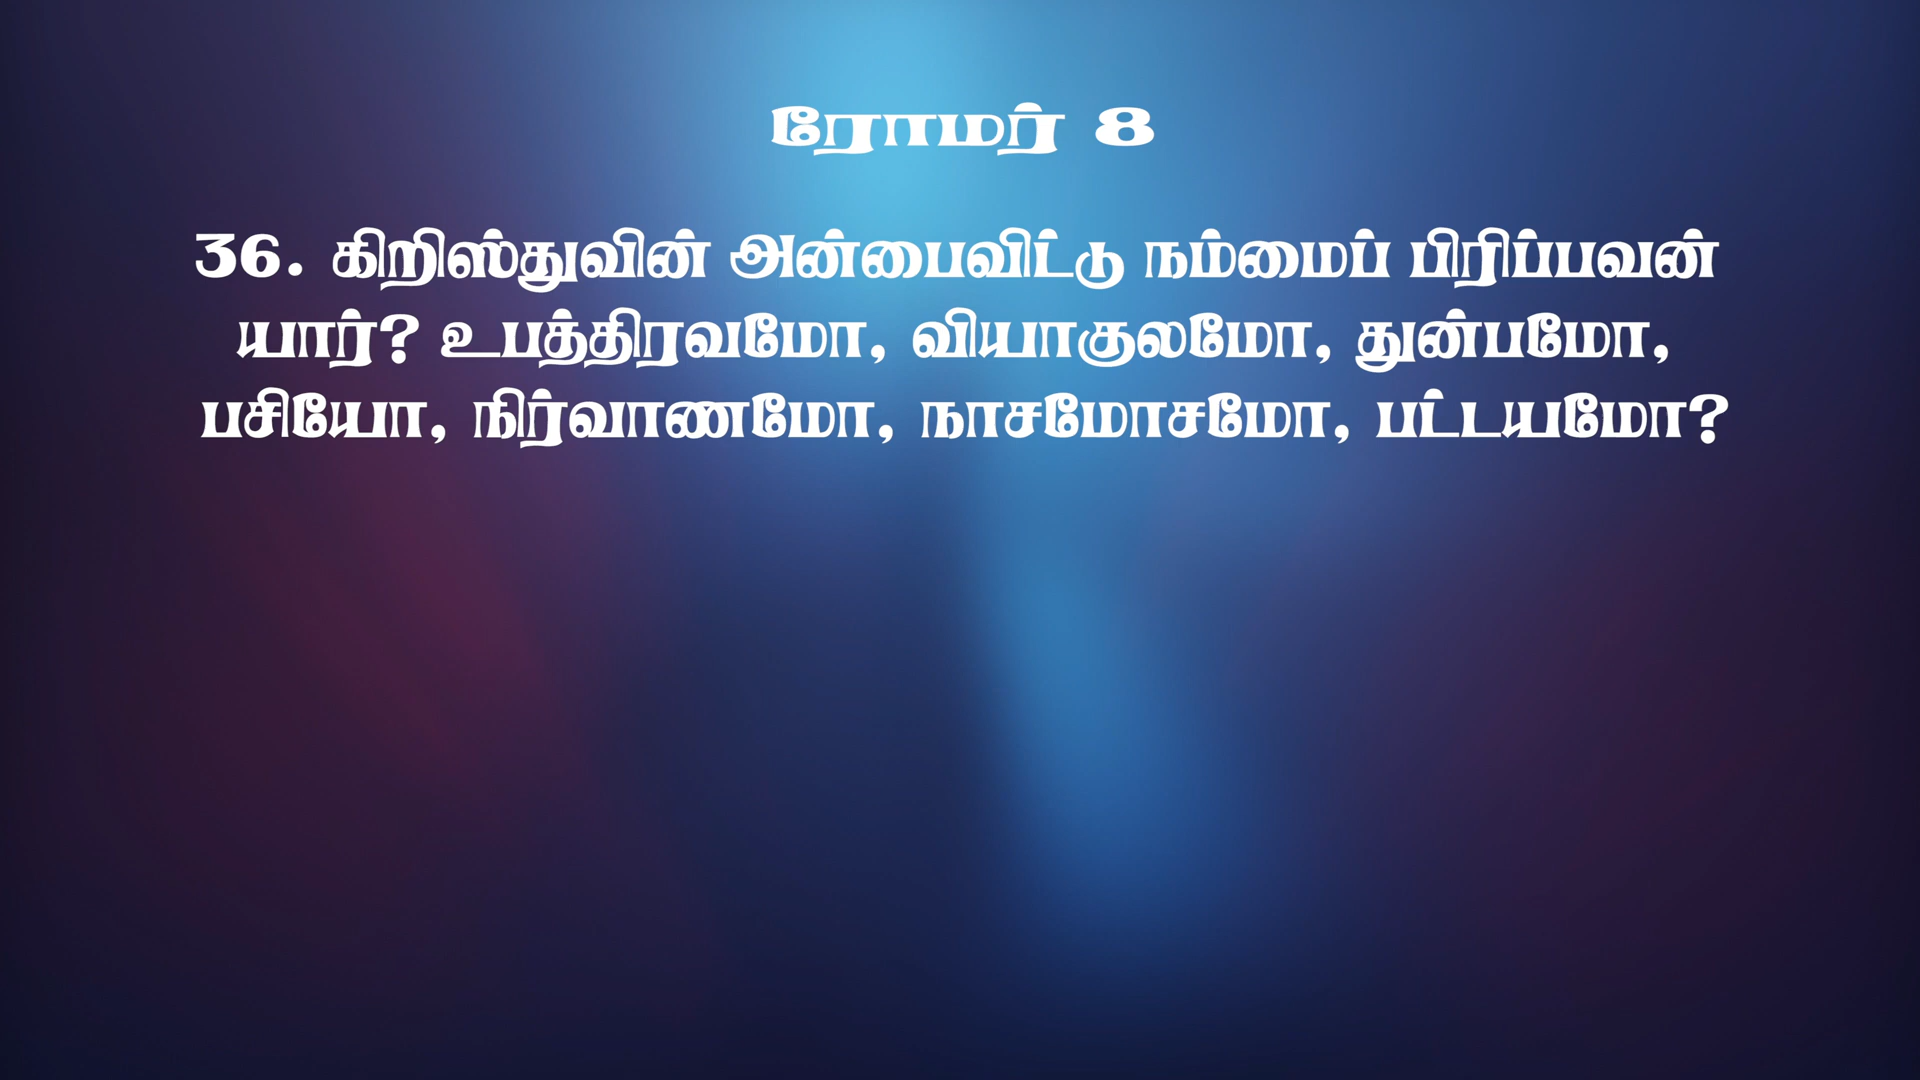 ரோமர் 8
36. கிறிஸ்துவின் அன்பைவிட்டு நம்மைப் பிரிப்பவன்
யார்? உபத்திரவமோ, வியாகுலமோ, துன்பமோ,
பசியோ, நிர்வாணமோ, நாசமோசமோ, பட்டயமோ?